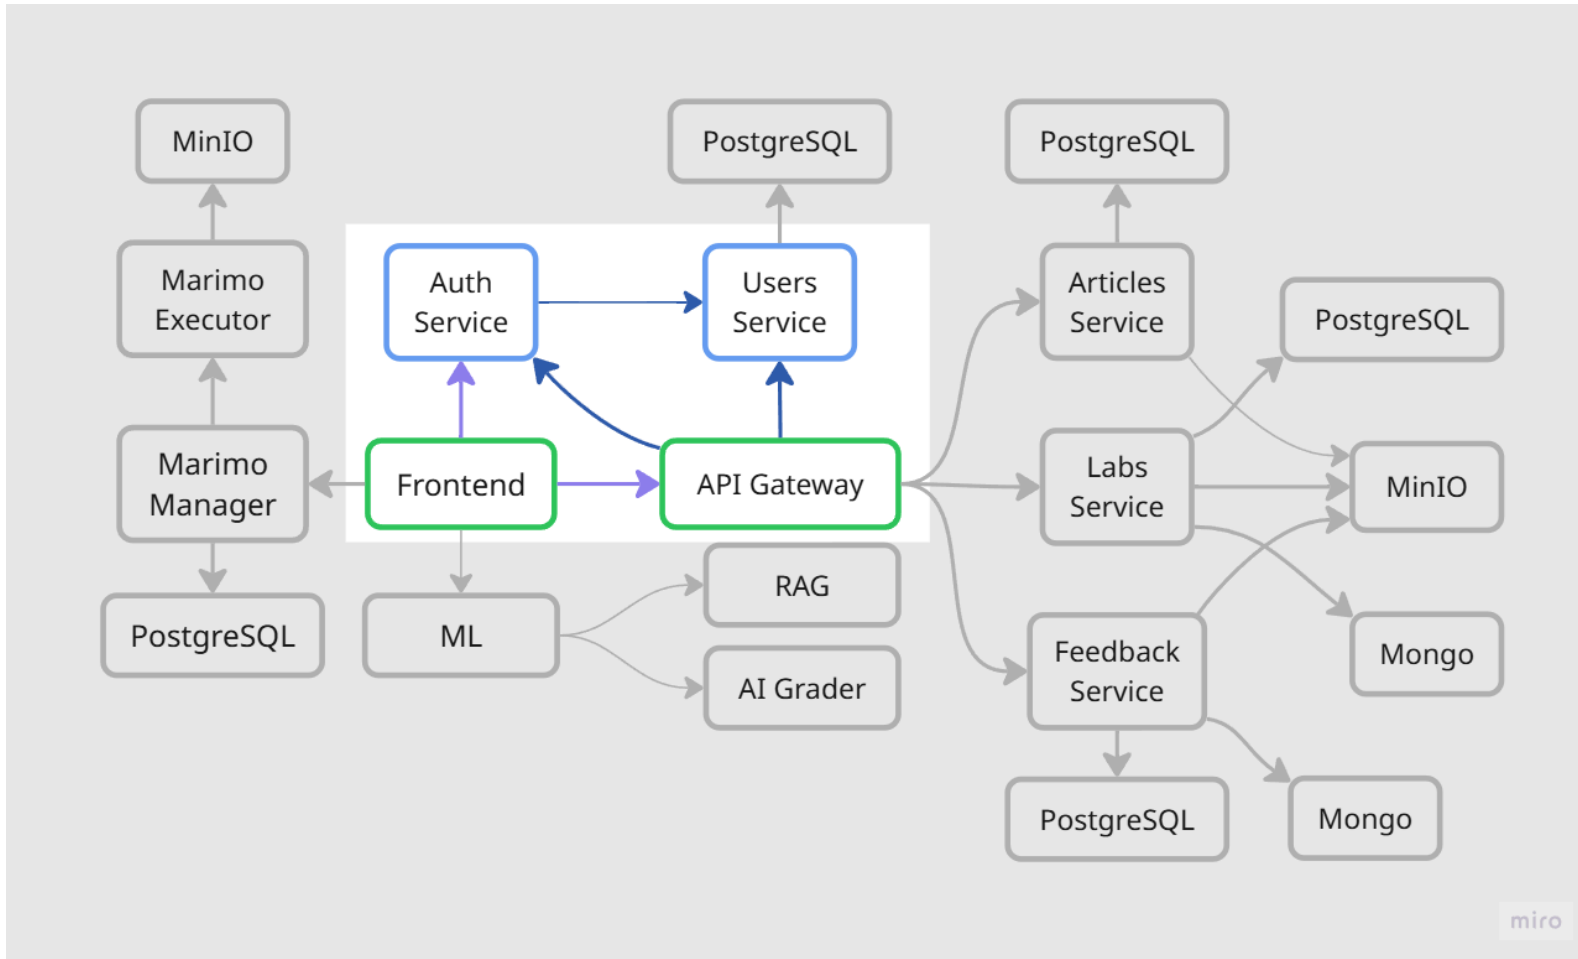 MinIO
PostgreSQL
PostgreSQL
Marimo
Executor
Auth
Service
Users
Service
Articles
Service
PostgreSQL
Marimo
Manager
Frontend
API Gateway
Labs
Service
MinIO
PostgreSQL
ML
RAG
AI Grader
Feedback
Service
Mongo
PostgreSQL
Mongo
miro